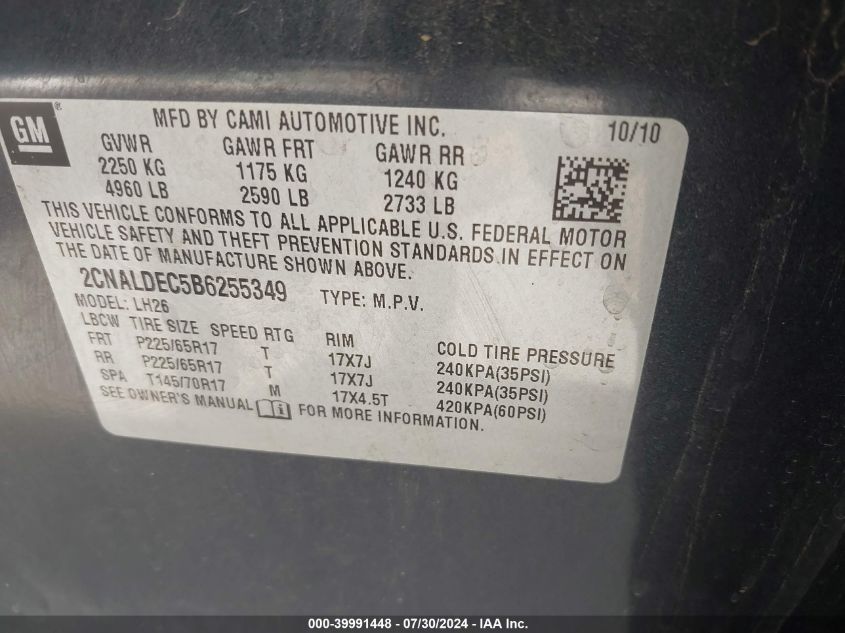 GM ®
MFD BY CAMI AUTOMOTIVE INC. 10/10
GVWR GAWR FRT GAWR RR
2250 KG 1175 KG 1240 KG
4960 LB 2590 LB 2733 LB
THIS VEHICLE CONFORMS TO ALL APPLICABLE U.S. FEDERAL MOTOR
VEHICLE SAFETY AND THEFT PREVENTION STANDARDS IN EFFECT ON
THE DATE OF MANUFACTURE SHOWN ABOVE.
2CNALDEC5B6255349 TYPE: M.P.V.
MODEL: LH26
LBCW TIRE SIZE SPEED RTG RIM COLD TIRE PRESSURE
FRT P225/65R17 T 17X7J 240KPA(35PSI)
RR P225/65R17 T 17X7J 240KPA(35PSI)
SPA T145/70R17 M 17X4.5T 420KPA(60PSI)
SEE OWNER'S MANUAL FOR MORE INFORMATION.
000-39991448 - 07/30/2024 - IAA Inc.